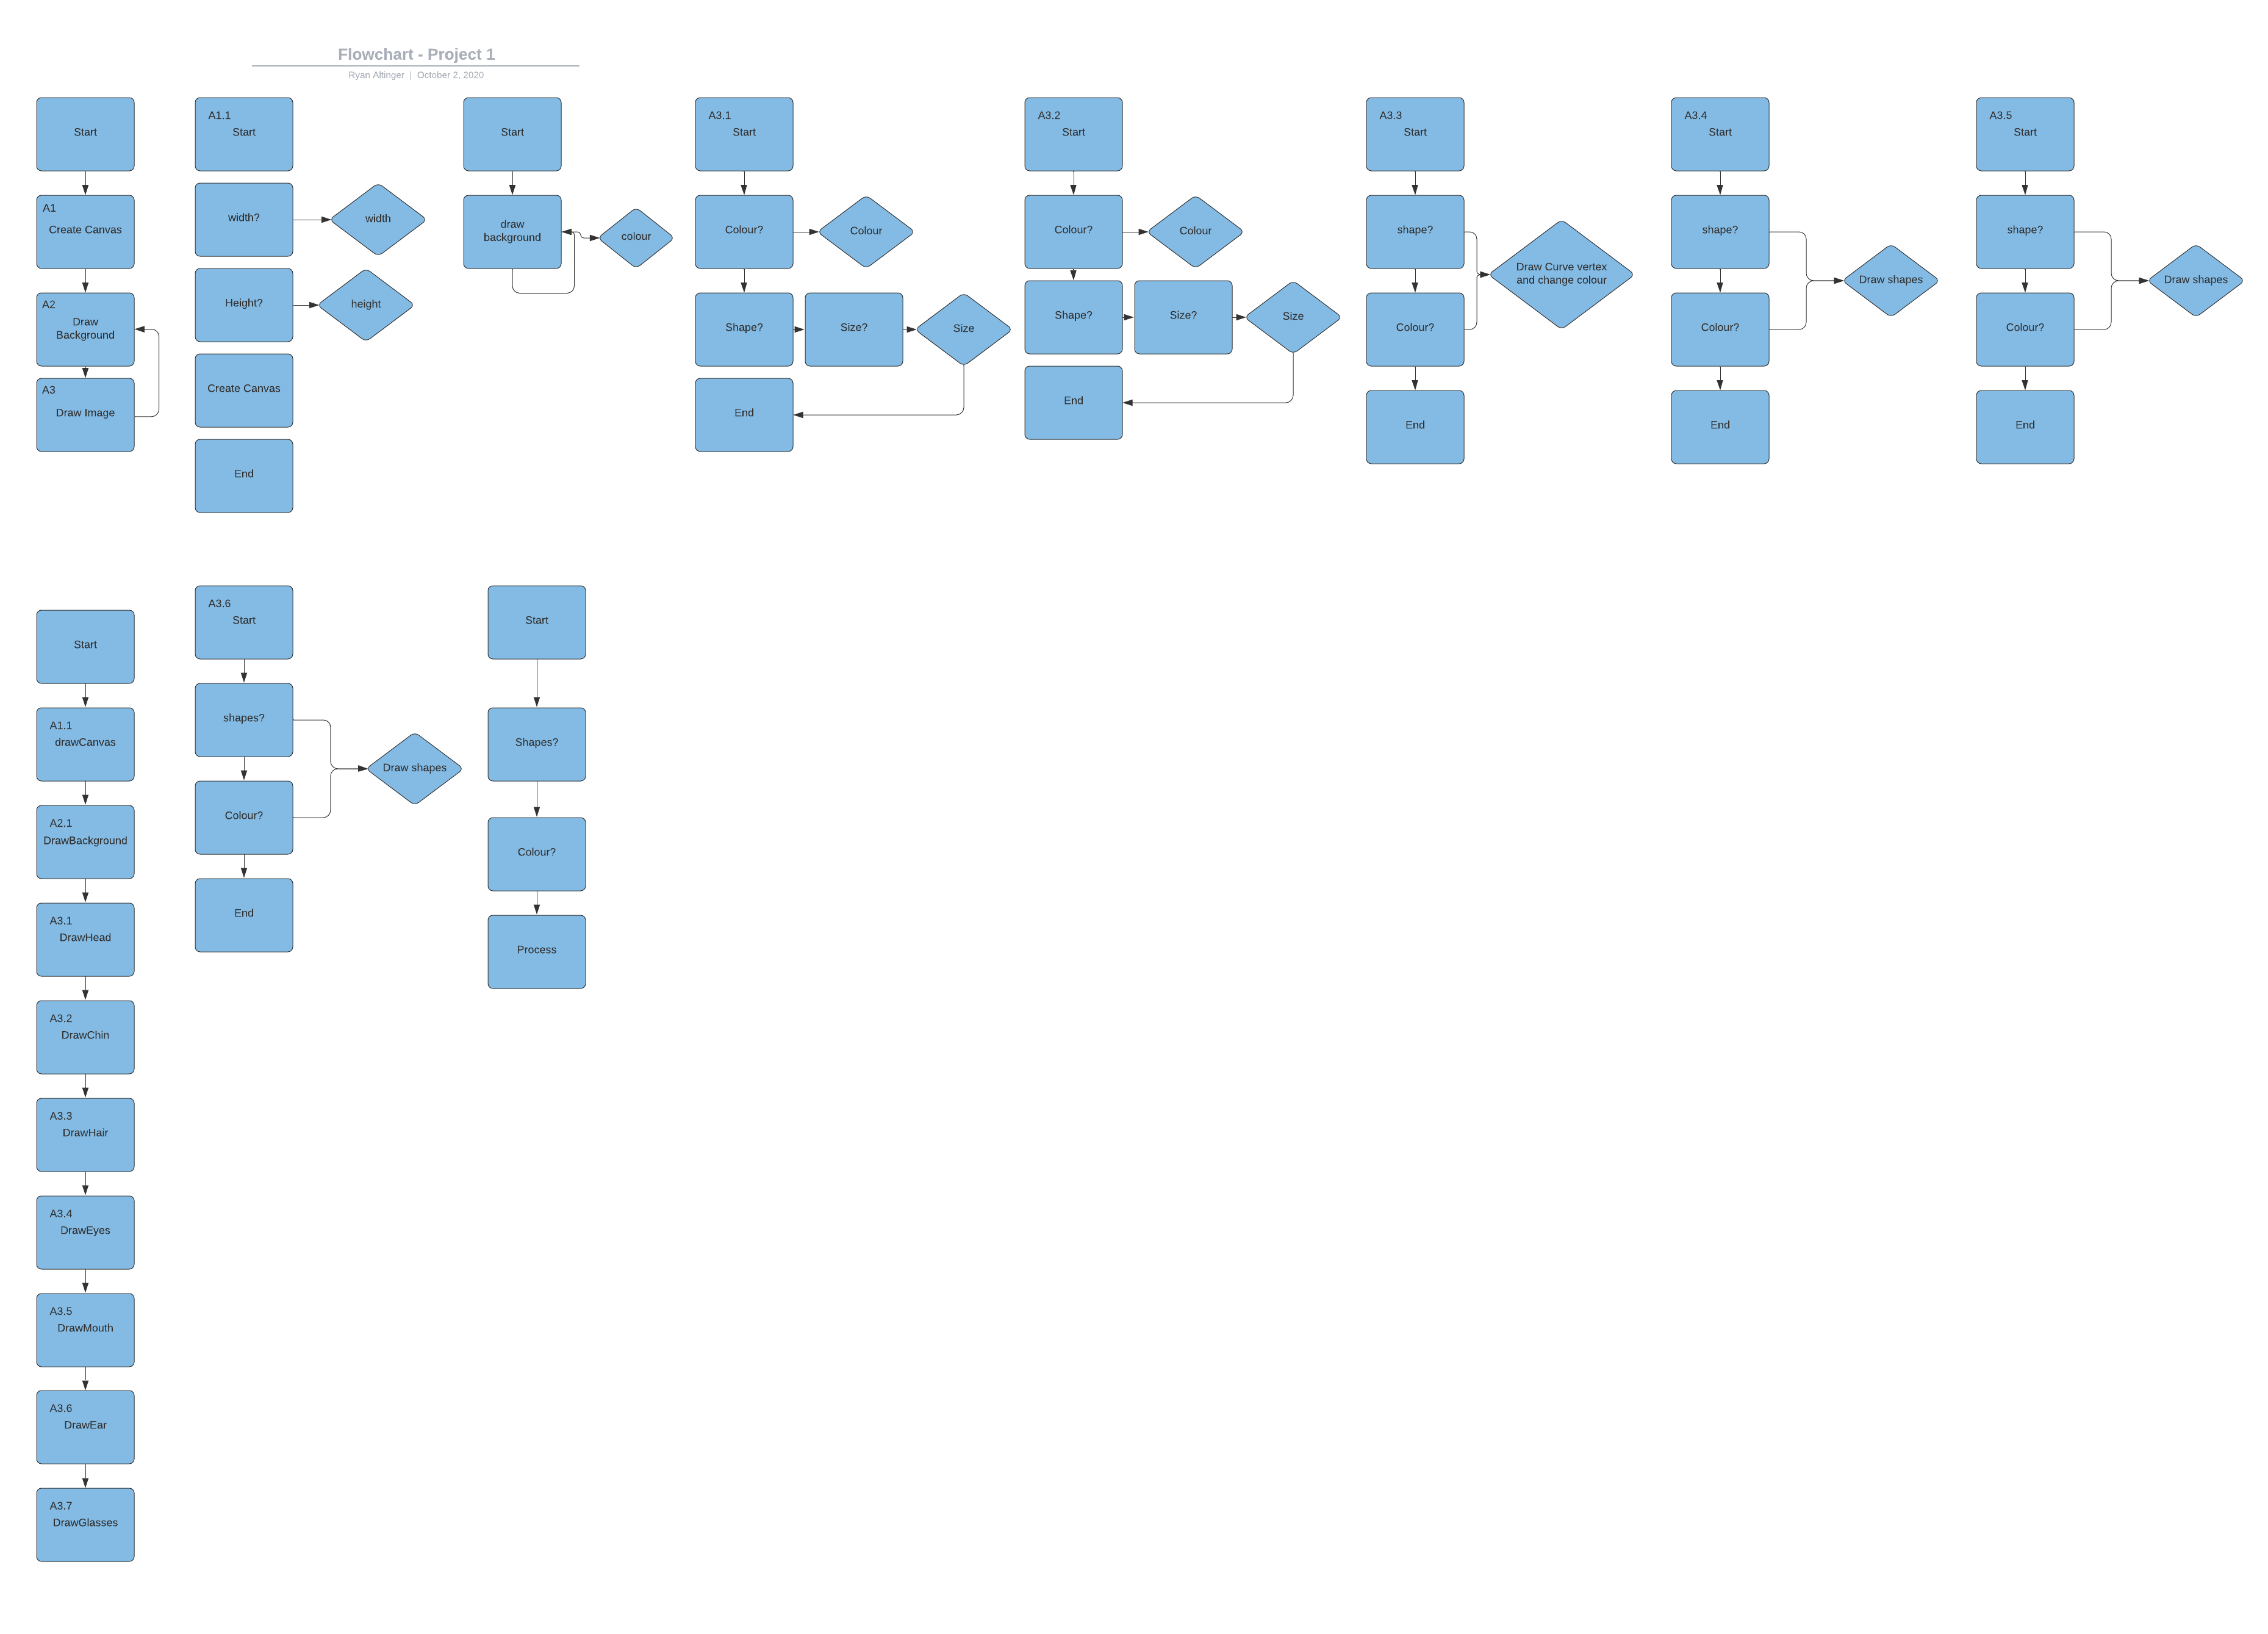 Flowchart - Project 1
Ryan Altinger | October 2, 2020
Start
A1
Create Canvas
A2
Draw
Background
A3
Draw Image
A1.1
Start
width?
width
Height?
height
Create Canvas
End
Start
draw
background
colour
A3.1
Start
Colour?
Colour
Shape?
Size?
Size
End
A3.2
Start
Colour?
Colour
Shape?
Size?
Size
End
A3.3
Start
shape?
Draw Curve vertex
and change colour
Colour?
End
A3.4
Start
shape?
Draw shapes
Colour?
End
A3.5
Start
shape?
Draw shapes
Colour?
End
Start
A1.1
drawCanvas
A2.1
DrawBackground
A3.1
DrawHead
A3.2
DrawChin
A3.3
DrawHair
A3.4
DrawEyes
A3.5
DrawMouth
A3.6
DrawEar
A3.7
DrawGlasses
A3.6
Start
shapes?
Draw shapes
Colour?
End
Start
Shapes?
Colour?
Process